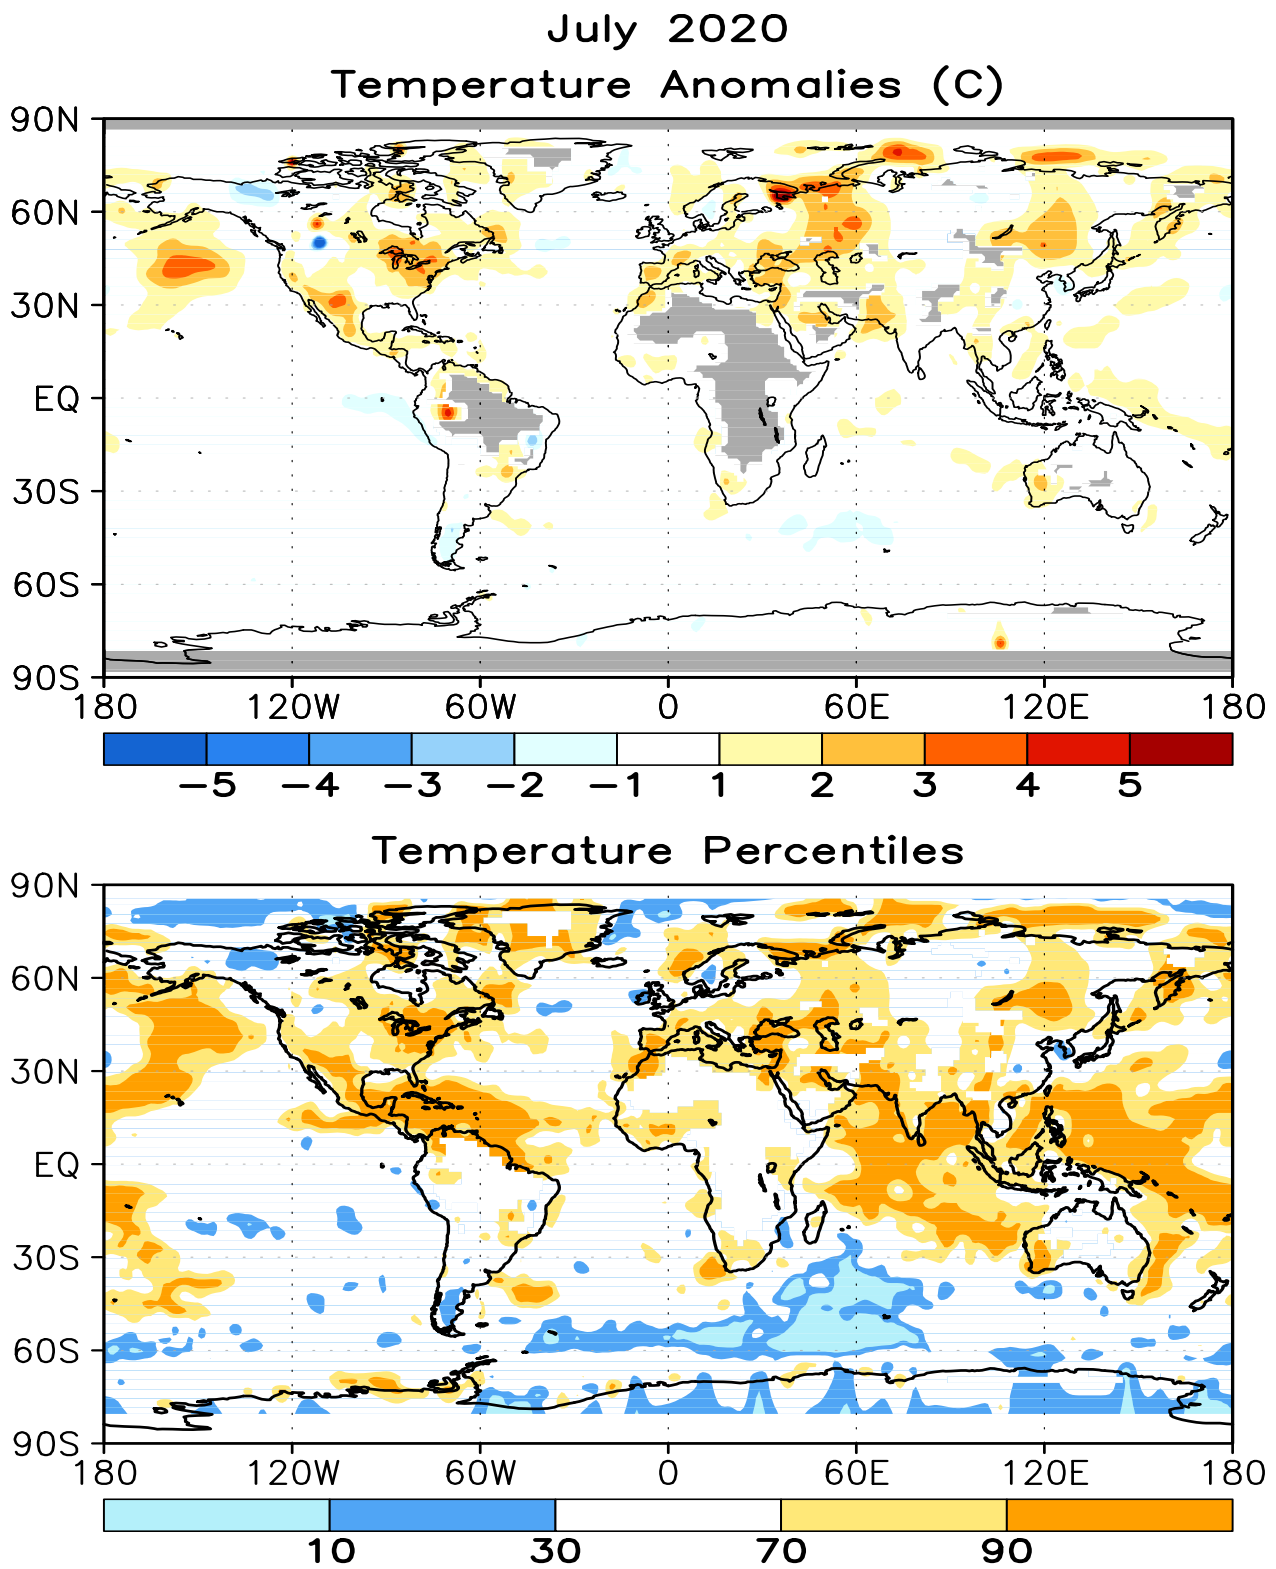 July 2020
Temperature Anomalies (C)
90N
60N
30N
EQ
30S
60S
90S
180 120W 60W 0 60E 120E 180
-5 -4 -3 -2 -1 1 2 3 4 5
Temperature Percentiles
90N
60N
30N
EQ
30S
60S
90S
180 120W 60W 0 60E 120E 180
10 30 70 90